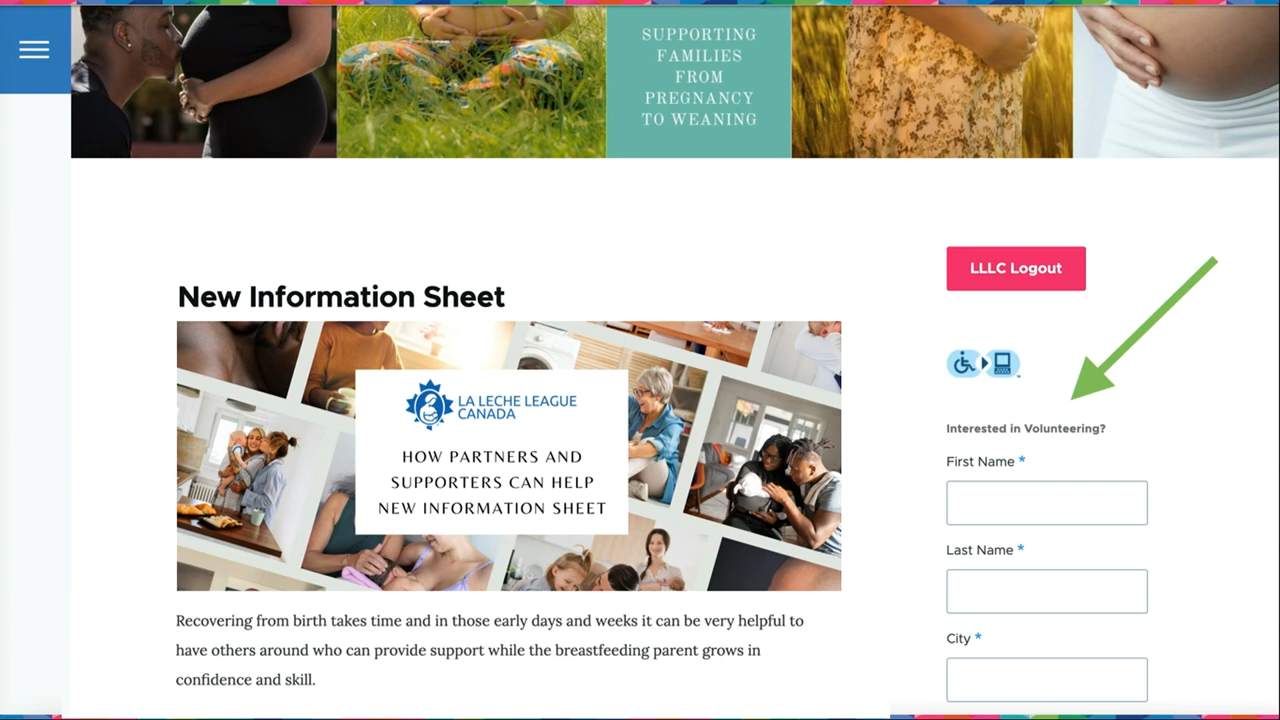 SUPPORTING
FAMILIES
FROM
PREGNANCY
TO WEANING
LLLC Logout
New Information Sheet
LA LECHE LEAGUE
CANADA
HOW PARTNERS AND
SUPPORTERS CAN HELP
NEW INFORMATION SHEET
Recovering from birth takes time and in those early days and weeks it can be very helpful to
have others around who can provide support while the breastfeeding parent grows in
confidence and skill.
Interested in Volunteering?
First Name *
Last Name *
City *